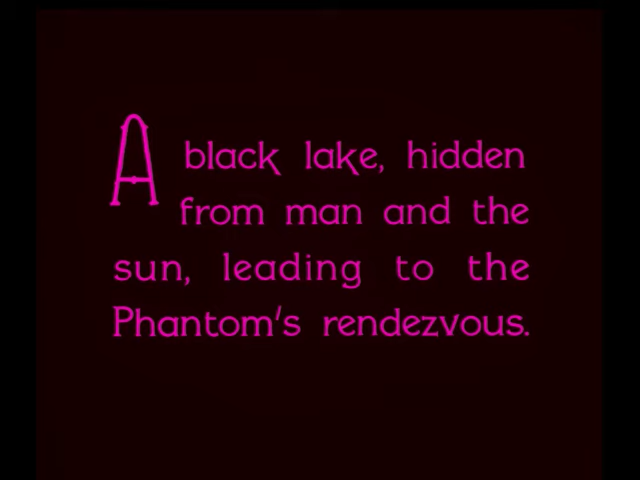 A black lake, hidden
from man and the
sun, leading to the
Phantom's rendezvous.